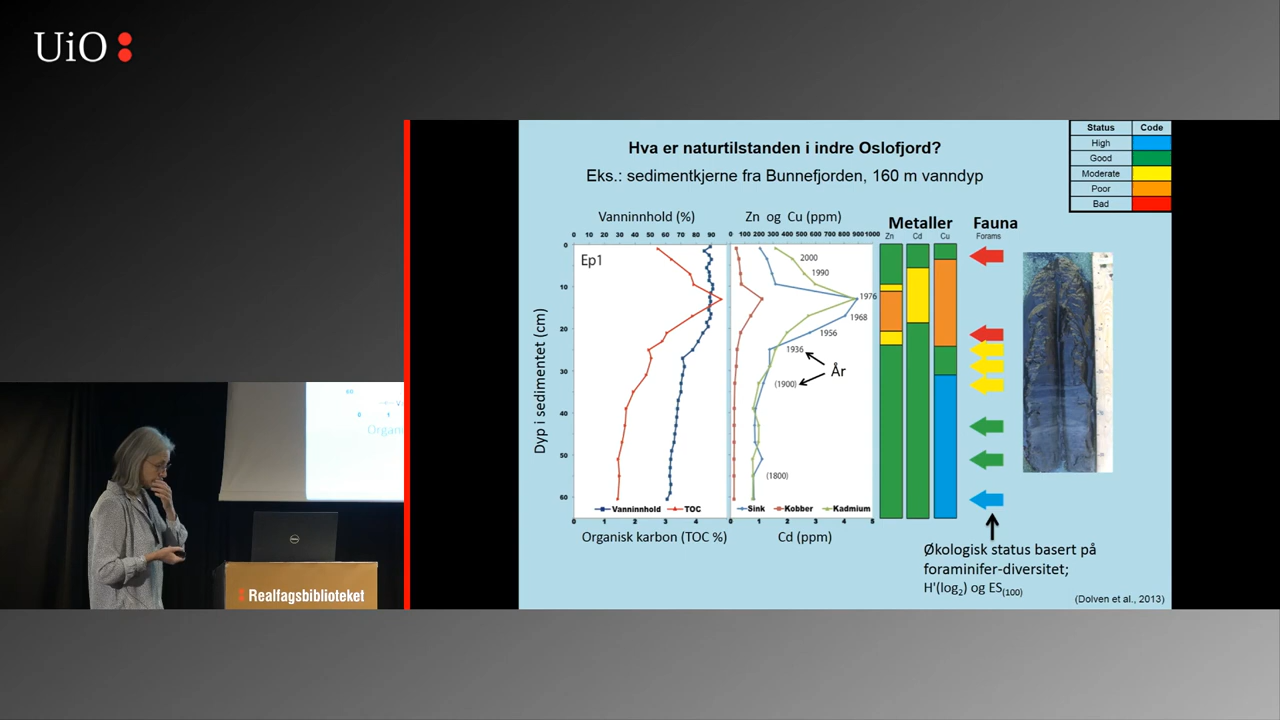 UiO
Hva er naturtilstanden i indre Oslofjord?
Eks.: sedimentkjerne fra Bunnefjorden, 160 m vanndyp
Status Code
High
Good
Moderate
Poor
Bad
Vanninnhold (%)
0 10 20 30 40 50 60 70 80 90
Zn og Cu (ppm)
0 100 200 300 400 500 600 700 800 900 1000
Metaller
Zn Cd Cu
Fauna
Forams
Dyp i sedimentet (cm)
0
10
20
30
40
50
60
Ep1
2000
1990
1976
1968
1956
1936
År
(1900)
(1800)
Vanninnhold TOC
Sink Kobber Kadmium
0 1 2 3 4 5
0 1 2 3 4 5
Organisk karbon (TOC %)
Cd (ppm)
Økologisk status basert på
foraminifer-diversitet;
H'(log2) og ES(100)
(Dolven et al., 2013)
0 1
Organ
DELL
Realfagsbiblioteket